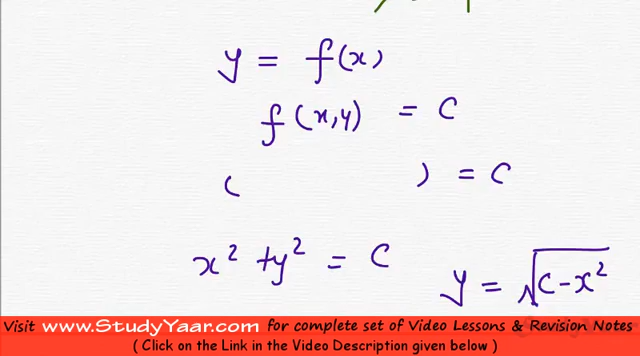 y = f(x)
f(x,y) = C
( ) = C
x² + y² = C
y = √(C-x²)
Visit www.StudyYaar.com for complete set of Video Lessons & Revision Notes
( Click on the Link in the Video Description given below )